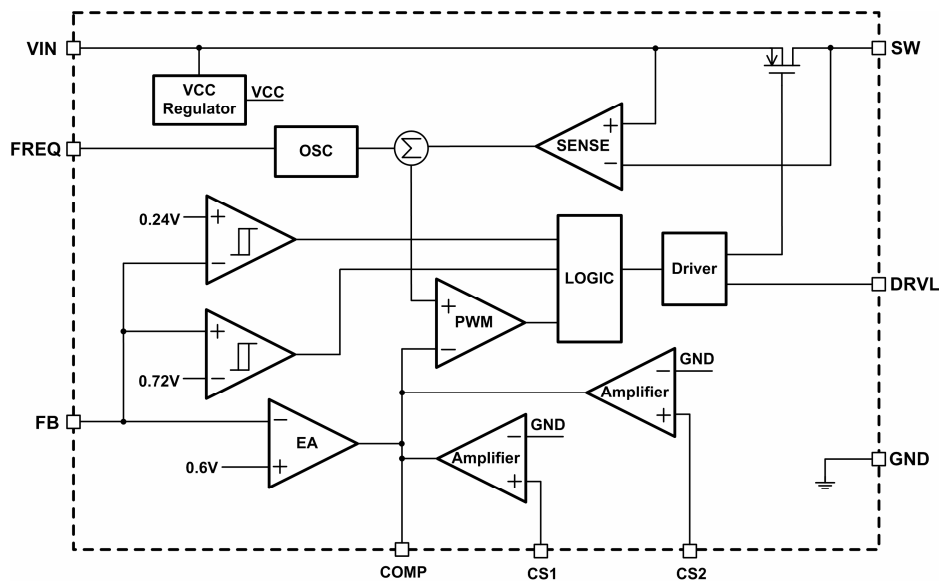 VIN
SW
VCC
Regulator
VCC
FREQ
OSC
Σ
+
SENSE
−
0.24V
+
−
LOGIC
Driver
DRVL
+
PWM
−
+
0.72V
−
GND
−
Amplifier
+
FB
−
EA
0.6V
+
GND
−
Amplifier
+
GND
COMP
CS1
CS2